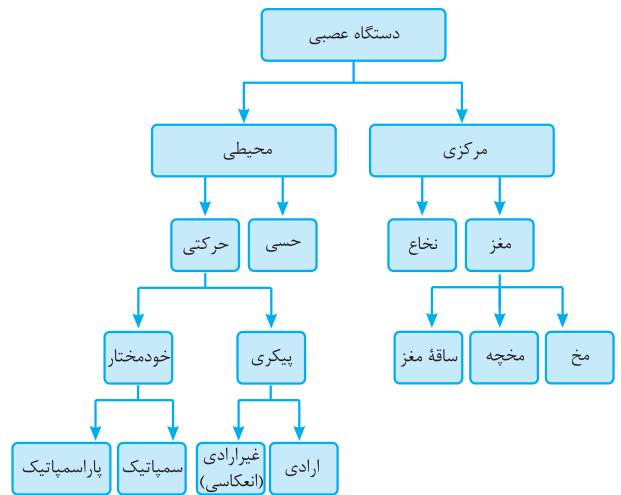 دستگاه عصبی
مرکزی
محیطی
مغز
نخاع
حسی
حرکتی
مخ
مخچه
ساقهٔ مغز
پیکری
خودمختار
ارادی
غیرارادی
(انعکاسی)
سمپاتیک
پاراسمپاتیک